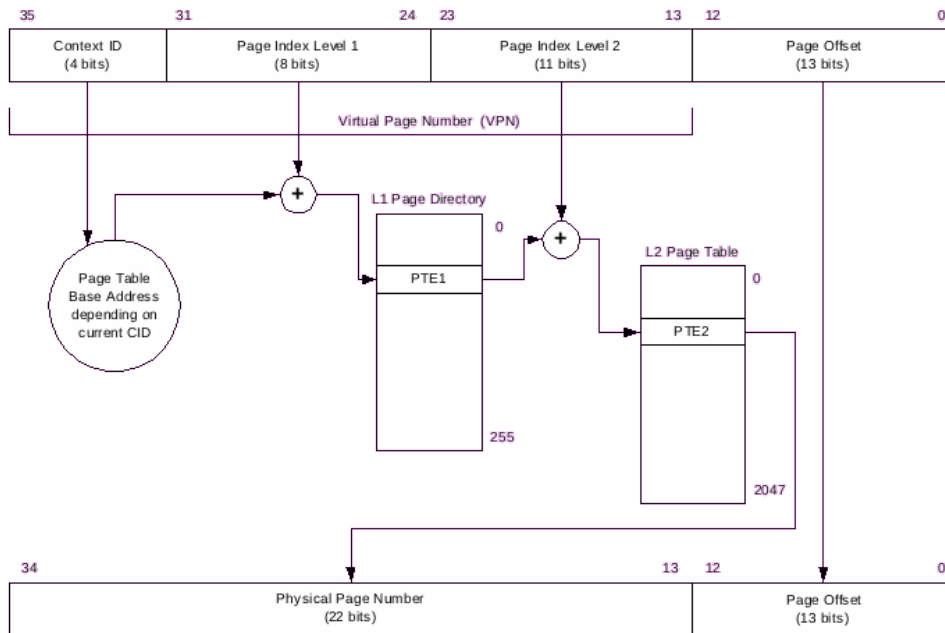 35 31 24 23 13 12 0
Context ID
(4 bits)
Page Index Level 1
(8 bits)
Page Index Level 2
(11 bits)
Page Offset
(13 bits)
Virtual Page Number (VPN)
+
L1 Page Directory
0
PTE1
255
+
L2 Page Table
0
PTE2
2047
Page Table
Base Address
depending on
current CID
34 13 12 0
Physical Page Number
(22 bits)
Page Offset
(13 bits)